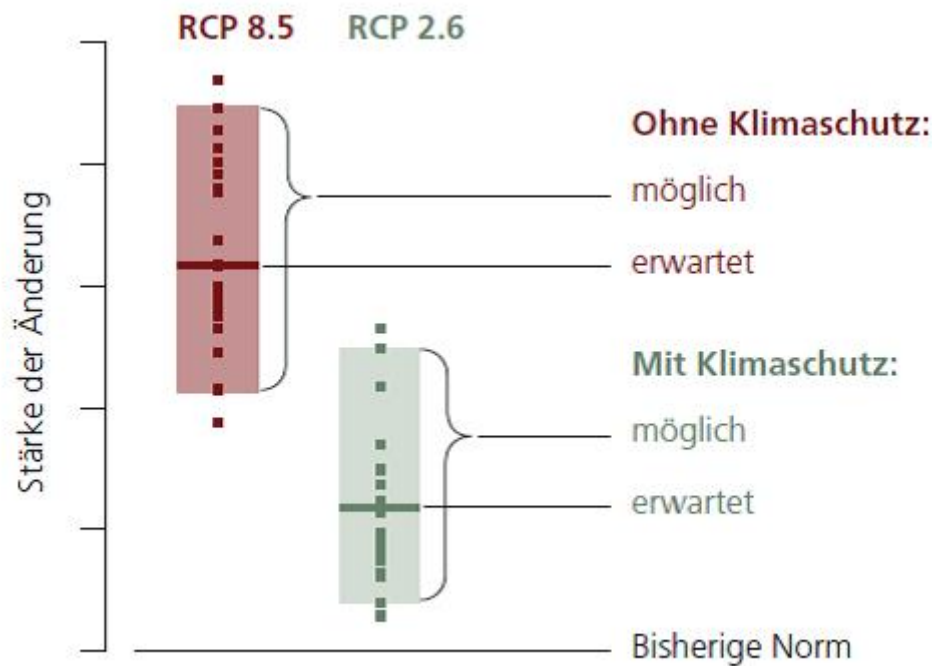 RCP 8.5 RCP 2.6
Stärke der Änderung
Ohne Klimaschutz:
möglich
erwartet
Mit Klimaschutz:
möglich
erwartet
Bisherige Norm